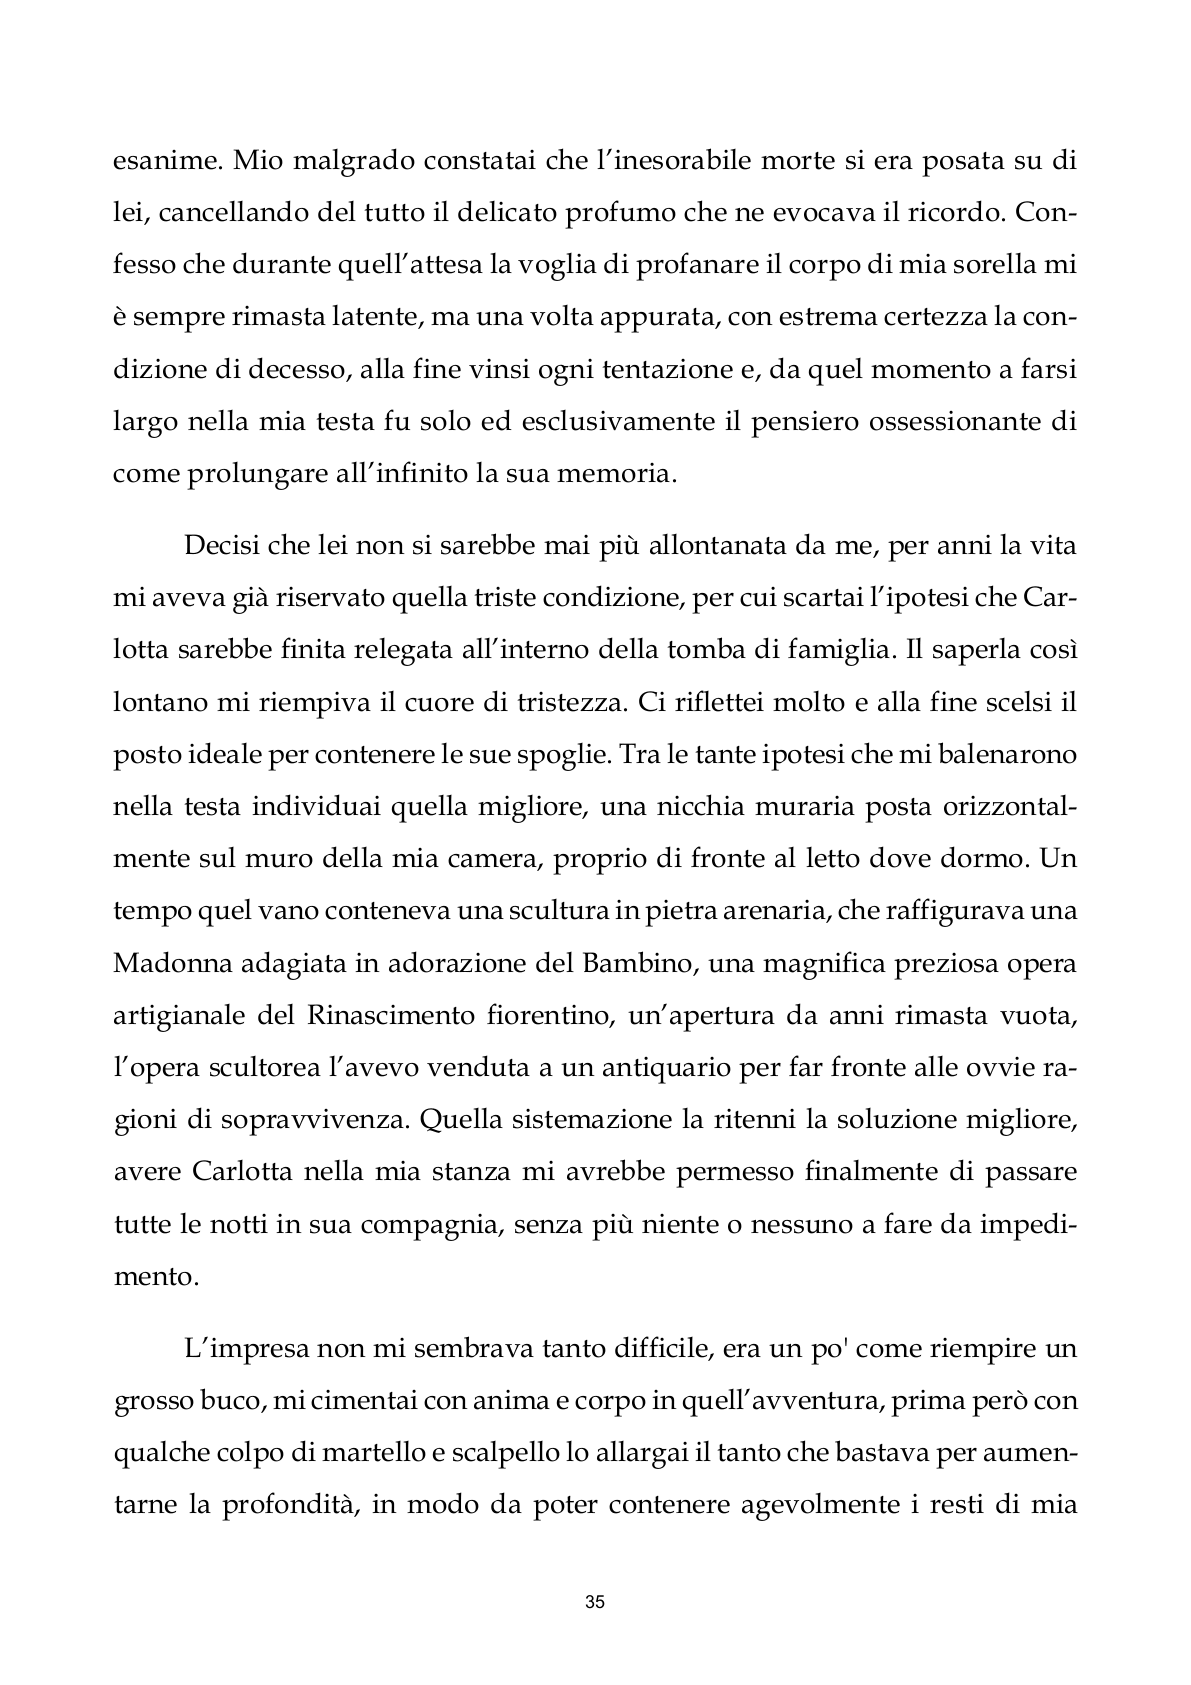 esanime. Mio malgrado constatai che l’inesorabile morte si era posata su di
lei, cancellando del tutto il delicato profumo che ne evocava il ricordo. Con-
fesso che durante quell’attesa la voglia di profanare il corpo di mia sorella mi
è sempre rimasta latente, ma una volta appurata, con estrema certezza la con-
dizione di decesso, alla fine vinsi ogni tentazione e, da quel momento a farsi
largo nella mia testa fu solo ed esclusivamente il pensiero ossessionante di
come prolungare all’infinito la sua memoria.
Decisi che lei non si sarebbe mai più allontanata da me, per anni la vita
mi aveva già riservato quella triste condizione, per cui scartai l’ipotesi che Car-
lotta sarebbe finita relegata all’interno della tomba di famiglia. Il saperla così
lontano mi riempiva il cuore di tristezza. Ci riflettei molto e alla fine scelsi il
posto ideale per contenere le sue spoglie. Tra le tante ipotesi che mi balenarono
nella testa individuai quella migliore, una nicchia muraria posta orizzontal-
mente sul muro della mia camera, proprio di fronte al letto dove dormo. Un
tempo quel vano conteneva una scultura in pietra arenaria, che raffigurava una
Madonna adagiata in adorazione del Bambino, una magnifica preziosa opera
artigianale del Rinascimento fiorentino, un’apertura da anni rimasta vuota,
l’opera scultorea l’avevo venduta a un antiquario per far fronte alle ovvie ra-
gioni di sopravvivenza. Quella sistemazione la ritenni la soluzione migliore,
avere Carlotta nella mia stanza mi avrebbe permesso finalmente di passare
tutte le notti in sua compagnia, senza più niente o nessuno a fare da impedi-
mento.
L’impresa non mi sembrava tanto difficile, era un po' come riempire un
grosso buco, mi cimentai con anima e corpo in quell’avventura, prima però con
qualche colpo di martello e scalpello lo allargai il tanto che bastava per aumen-
tarne la profondità, in modo da poter contenere agevolmente i resti di mia
35